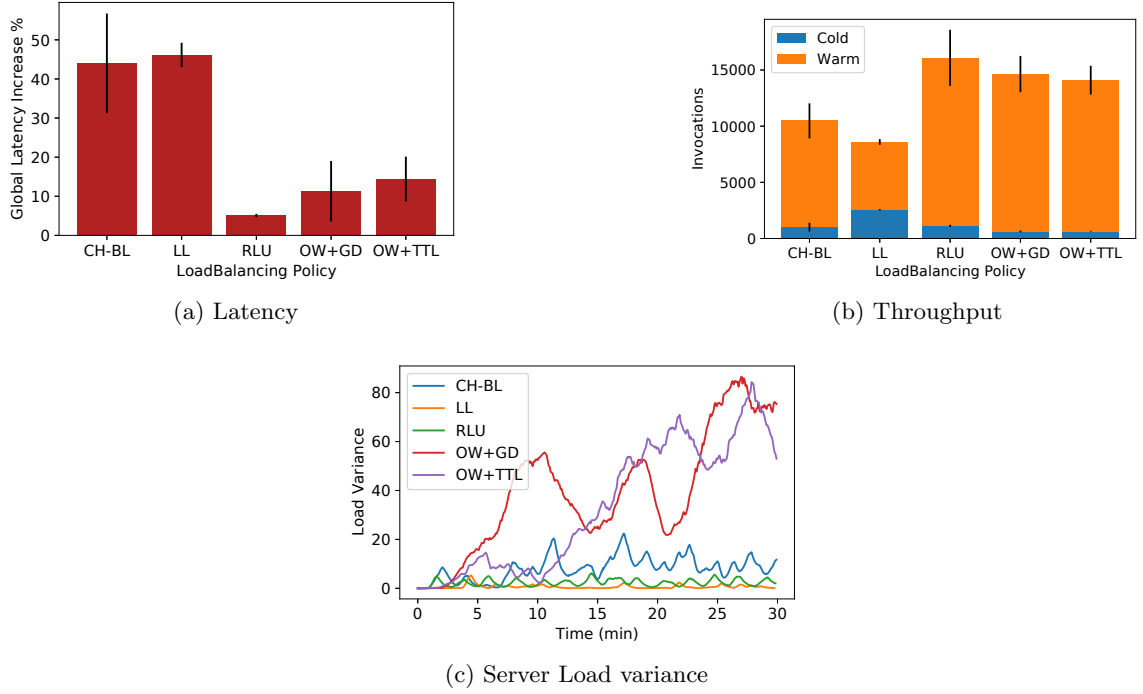 Global Latency Increase %
50
40
30
20
10
0
CH-BL LL RLU OW+GD OW+TTL
LoadBalancing Policy
(a) Latency
Invocations
Cold
Warm
15000
10000
5000
0
CH-BL LL RLU OW+GD OW+TTL
LoadBalancing Policy
(b) Throughput
Load Variance
CH-BL
LL
RLU
OW+GD
OW+TTL
80
60
40
20
0
0 5 10 15 20 25 30
Time (min)
(c) Server Load variance